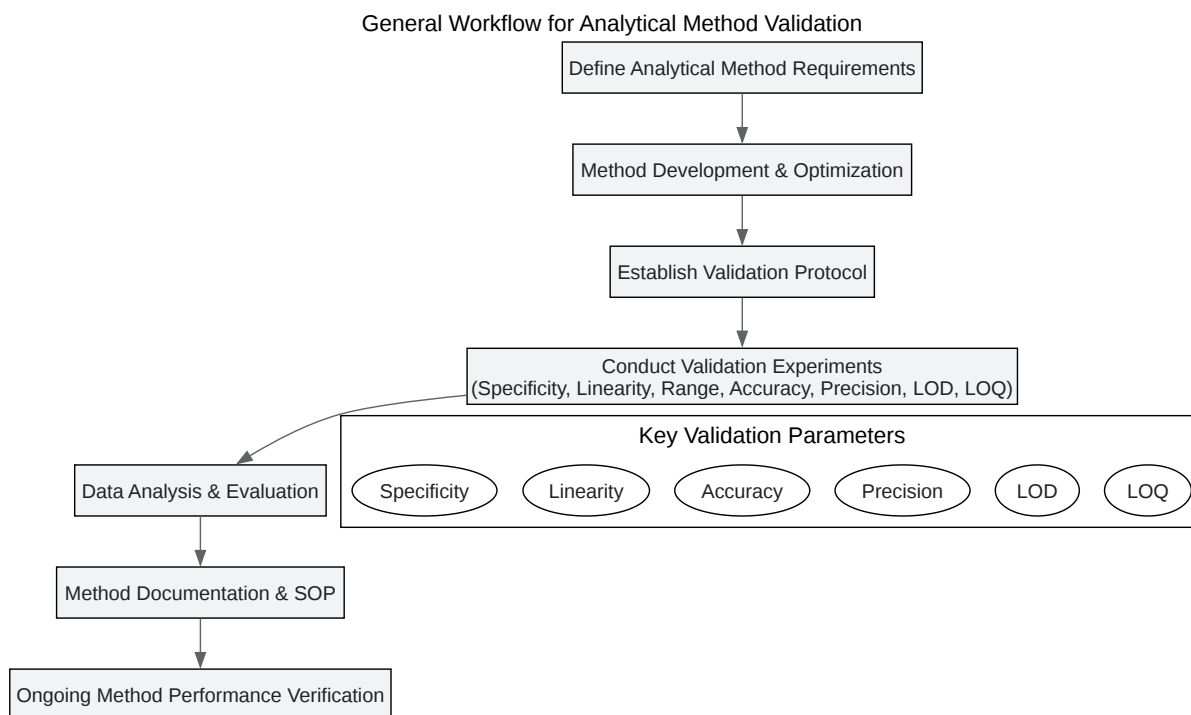 General Workflow for Analytical Method Validation
Define Analytical Method Requirements
Method Development & Optimization
Establish Validation Protocol
Conduct Validation Experiments
(Specificity, Linearity, Range, Accuracy, Precision, LOD, LOQ)
Key Validation Parameters
Data Analysis & Evaluation
Specificity
Linearity
Accuracy
Precision
LOD
LOQ
Method Documentation & SOP
Ongoing Method Performance Verification